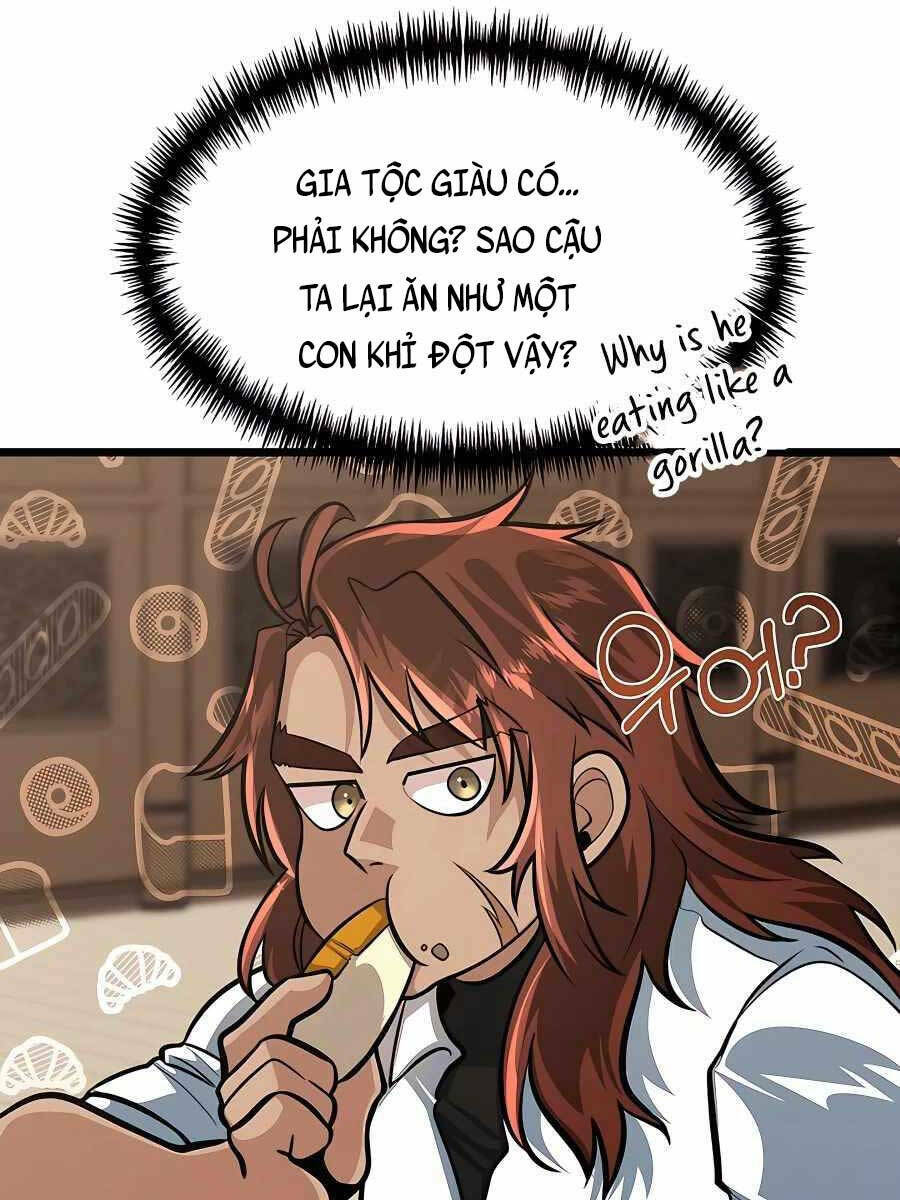 GIA TỘC GIÀU CÓ...
PHẢI KHÔNG? SAO CẬU
TA LẠI ĂN NHƯ MỘT
CON KHỈ ĐỘT VẬY?
Why is he
eating like a
gorilla?
우어?